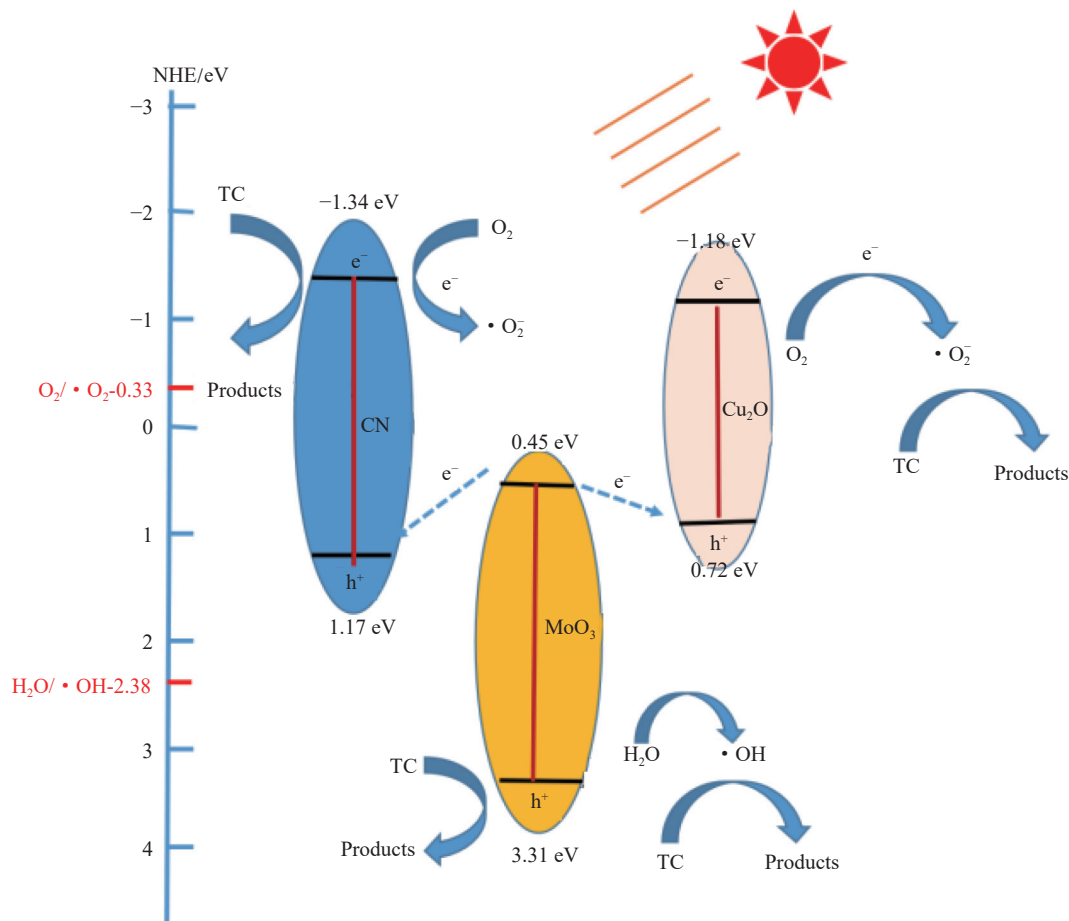 NHE/eV
−3
−2
−1
0
1
2
3
4
O₂/・O₂-0.33
H₂O/・OH-2.38
TC
Products
−1.34 eV
e⁻
CN
h⁺
1.17 eV
O₂
e⁻
・O₂⁻
e⁻
0.45 eV
e⁻
MoO₃
h⁺
3.31 eV
TC
Products
−1.18 eV
e⁻
Cu₂O
h⁺
0.72 eV
e⁻
O₂
・O₂⁻
TC
Products
H₂O
・OH
TC
Products